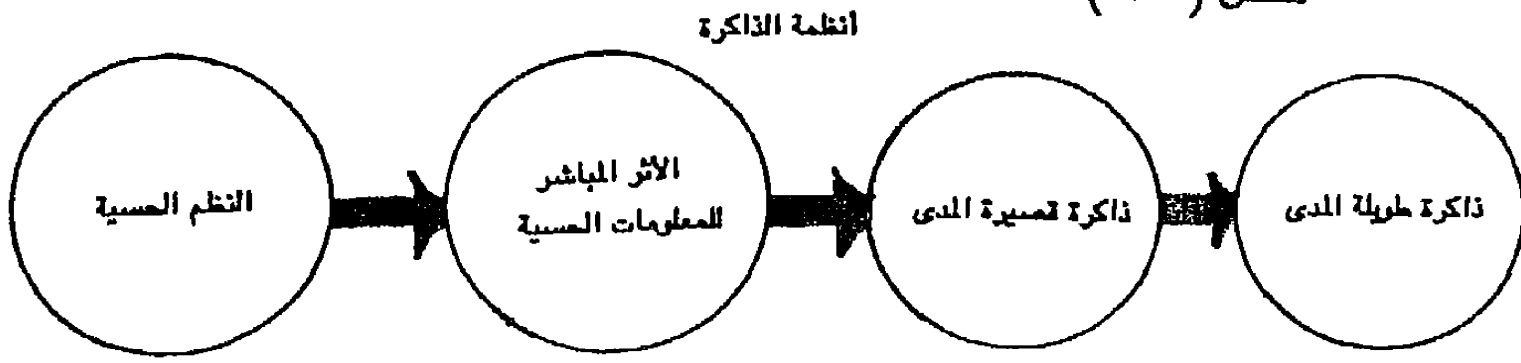 أنظمة الذاكرة
النظم الحسية
الأثر المباشر
للمعلومات الحسية
ذاكرة قصيرة المدى
ذاكرة طويلة المدى